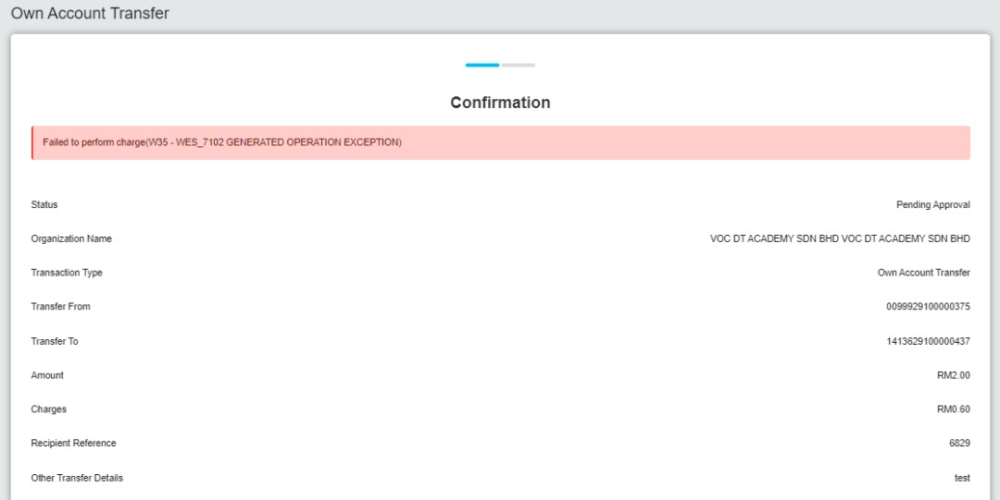 Own Account Transfer
Confirmation
Failed to perform charge(W35 - WES_7102 GENERATED OPERATION EXCEPTION)
Status Pending Approval
Organization Name VOC DT ACADEMY SDN BHD VOC DT ACADEMY SDN BHD
Transaction Type Own Account Transfer
Transfer From 0099929100000375
Transfer To 1413629100000437
Amount RM2.00
Charges RM0.60
Recipient Reference 6829
Other Transfer Details test